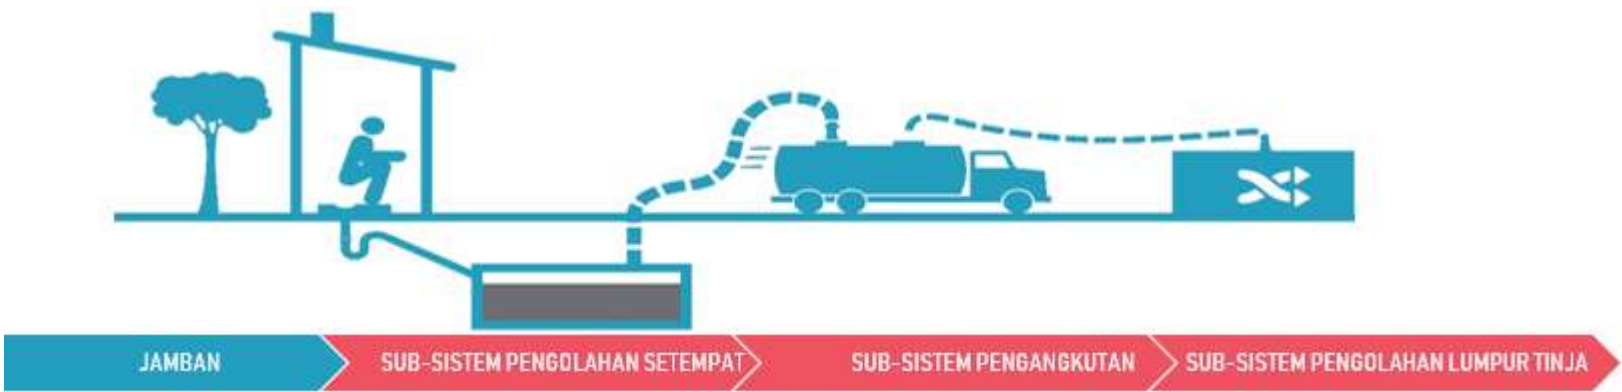 JAMBAN
SUB-SISTEM PENGOLAHAN SETEMPAT
SUB-SISTEM PENGANGKUTAN
SUB-SISTEM PENGOLAHAN LUMPUR TINJA